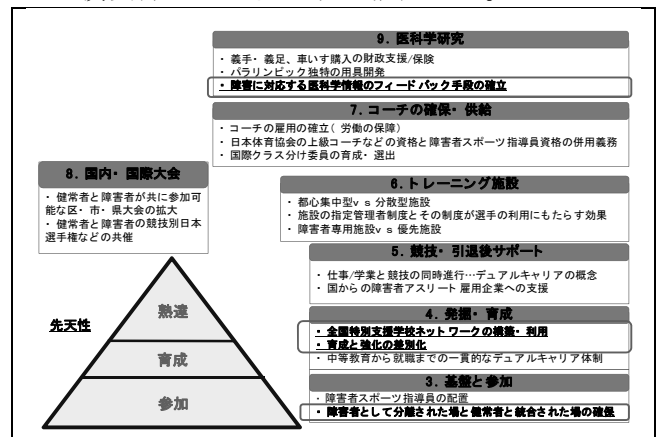 9．医科学研究
・義手・義足、車いす購入の財政支援/保険
・パラリンピック独特の用具開発
・障害に対応する医科学情報のフィードバック手段の確立
7．コーチの確保・供給
・コーチの雇用の確立(労働の保障)
・日本体育協会の上級コーチなどの資格と障害者スポーツ指導員資格の併用義務
・国際クラス分け委員の育成・選出
8．国内・国際大会
・健常者と障害者が共に参加可
能な区・市・県大会の拡大
・健常者と障害者の競技別日本
選手権などの共催
6．トレーニング施設
・都心集中型ｖｓ分散型施設
・施設の指定管理者制度とその制度が選手の利用にもたらす効果
・障害者専用施設ｖｓ優先施設
5．競技・引退後サポート
・仕事/学業と競技の同時進行…デュアルキャリアの概念
・国からの障害者アスリート雇用企業への支援
4．発掘・育成
・全国特別支援学校ネットワークの構築・利用
・育成と強化の差別化
・中等教育から就職までの一貫的なデュアルキャリア体制
3．基盤と参加
・障害者スポーツ指導員の配置
・障害者として分離された場と健常者と統合された場の確保
先天性
熟達
育成
参加